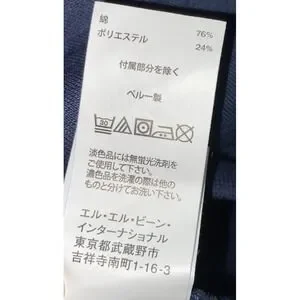 綿 76%
ポリエステル 24%
付属部分を除く
ペルー製
30
淡色品には無蛍光洗剤を
ご使用して下さい。
濃色品を洗濯の際は他の
ものと分けてお洗い下さい。
エル・エル・ビーン・
インターナショナル
東京都武蔵野市
吉祥寺南町1-16-3